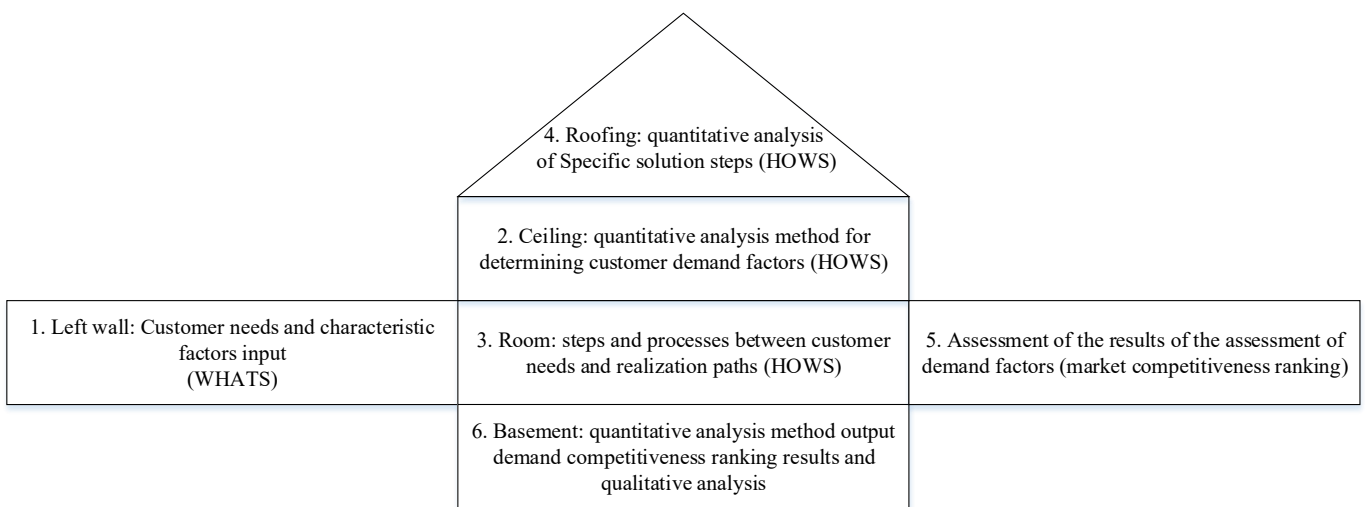 4. Roofing: quantitative analysis
of Specific solution steps (HOWS)
2. Ceiling: quantitative analysis method for
determining customer demand factors (HOWS)
1. Left wall: Customer needs and characteristic
factors input
(WHATS)
3. Room: steps and processes between customer
needs and realization paths (HOWS)
5. Assessment of the results of the assessment of
demand factors (market competitiveness ranking)
6. Basement: quantitative analysis method output
demand competitiveness ranking results and
qualitative analysis